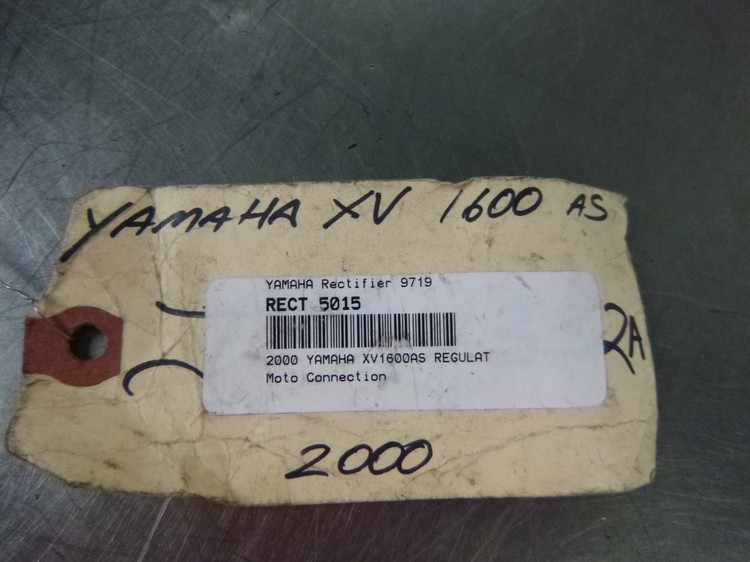 YAMAHA XV 1600 AS
YAMAHA Rectifier 9719
RECT 5015
2000 YAMAHA XV1600AS REGULAT
Moto Connection
2A
2000